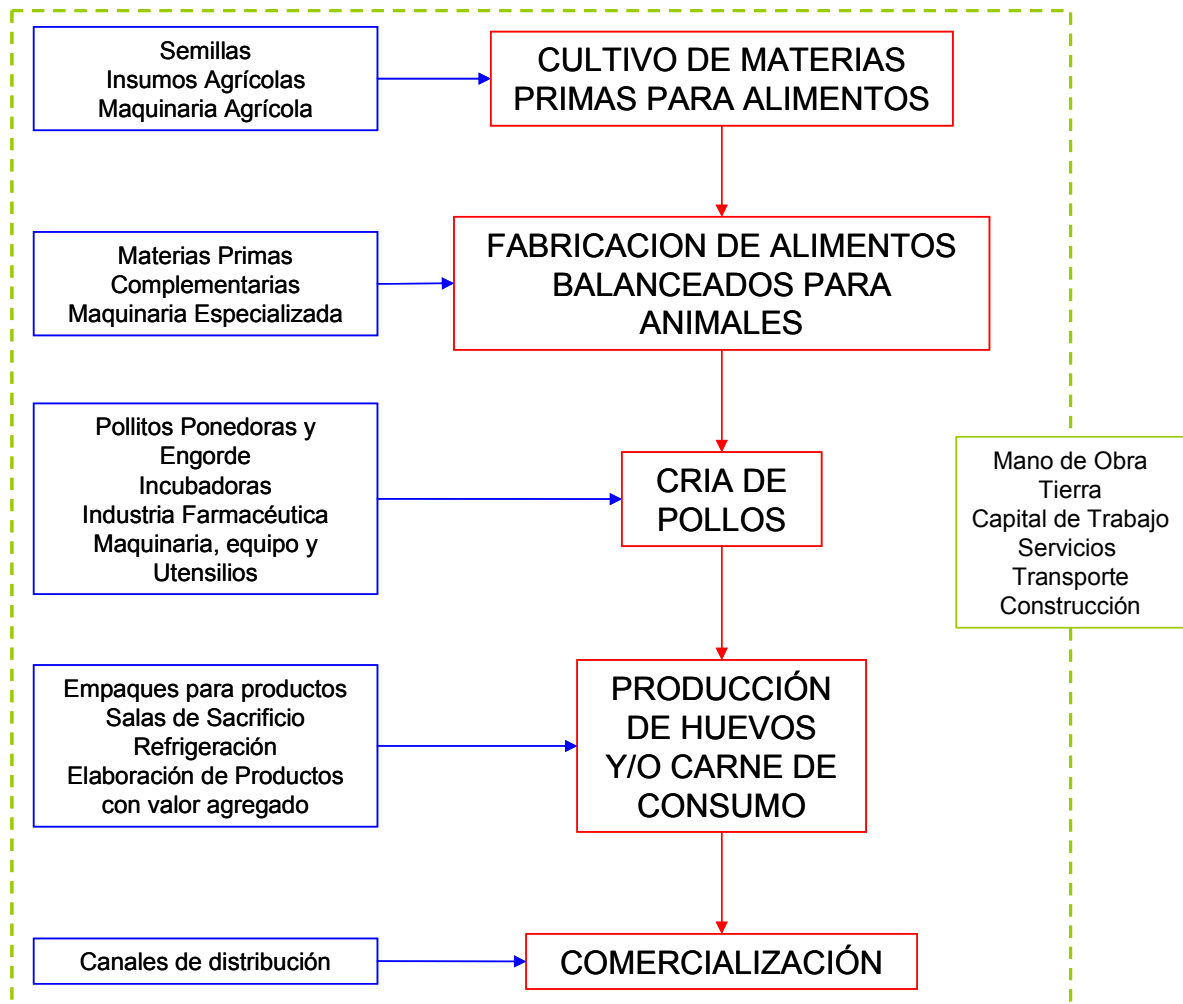 Semillas
Insumos Agrícolas
Maquinaria Agrícola
CULTIVO DE MATERIAS
PRIMAS PARA ALIMENTOS
Materias Primas
Complementarias
Maquinaria Especializada
FABRICACION DE ALIMENTOS
BALANCEADOS PARA
ANIMALES
Pollitos Ponedoras y
Engorde
Incubadoras
Industria Farmacéutica
Maquinaria, equipo y
Utensilios
CRIA DE
POLLOS
Mano de Obra
Tierra
Capital de Trabajo
Servicios
Transporte
Construcción
Empaques para productos
Salas de Sacrificio
Refrigeración
Elaboración de Productos
con valor agregado
PRODUCCIÓN
DE HUEVOS
Y/O CARNE DE
CONSUMO
Canales de distribución
COMERCIALIZACIÓN